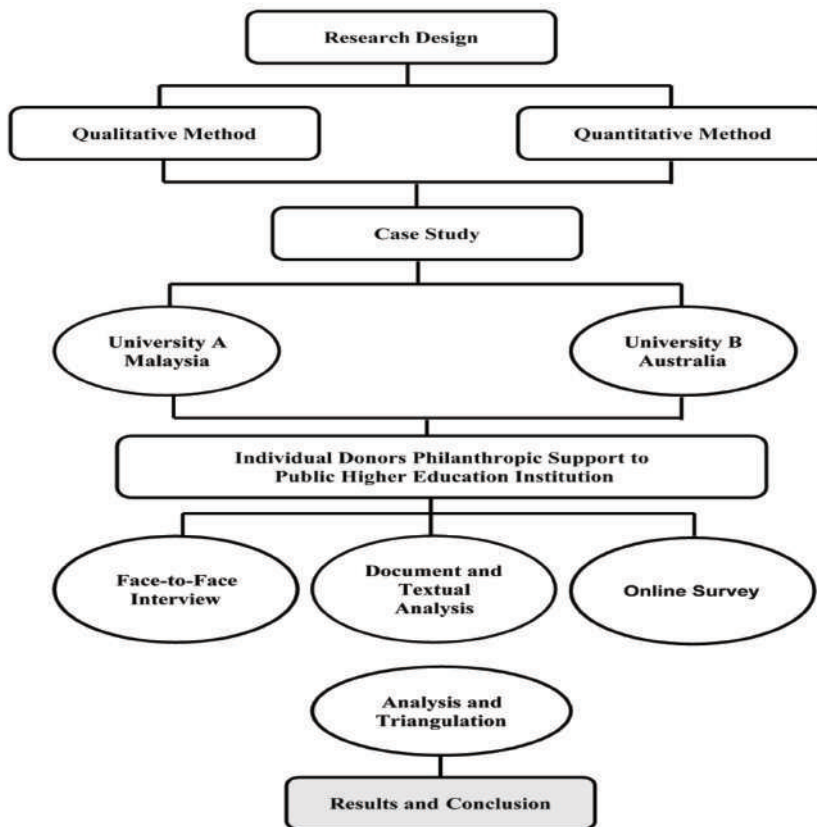 Research Design
Qualitative Method
Quantitative Method
Case Study
University A
Malaysia
University B
Australia
Individual Donors Philanthropic Support to
Public Higher Education Institution
Face-to-Face
Interview
Document and
Textual
Analysis
Online Survey
Analysis and
Triangulation
Results and Conclusion